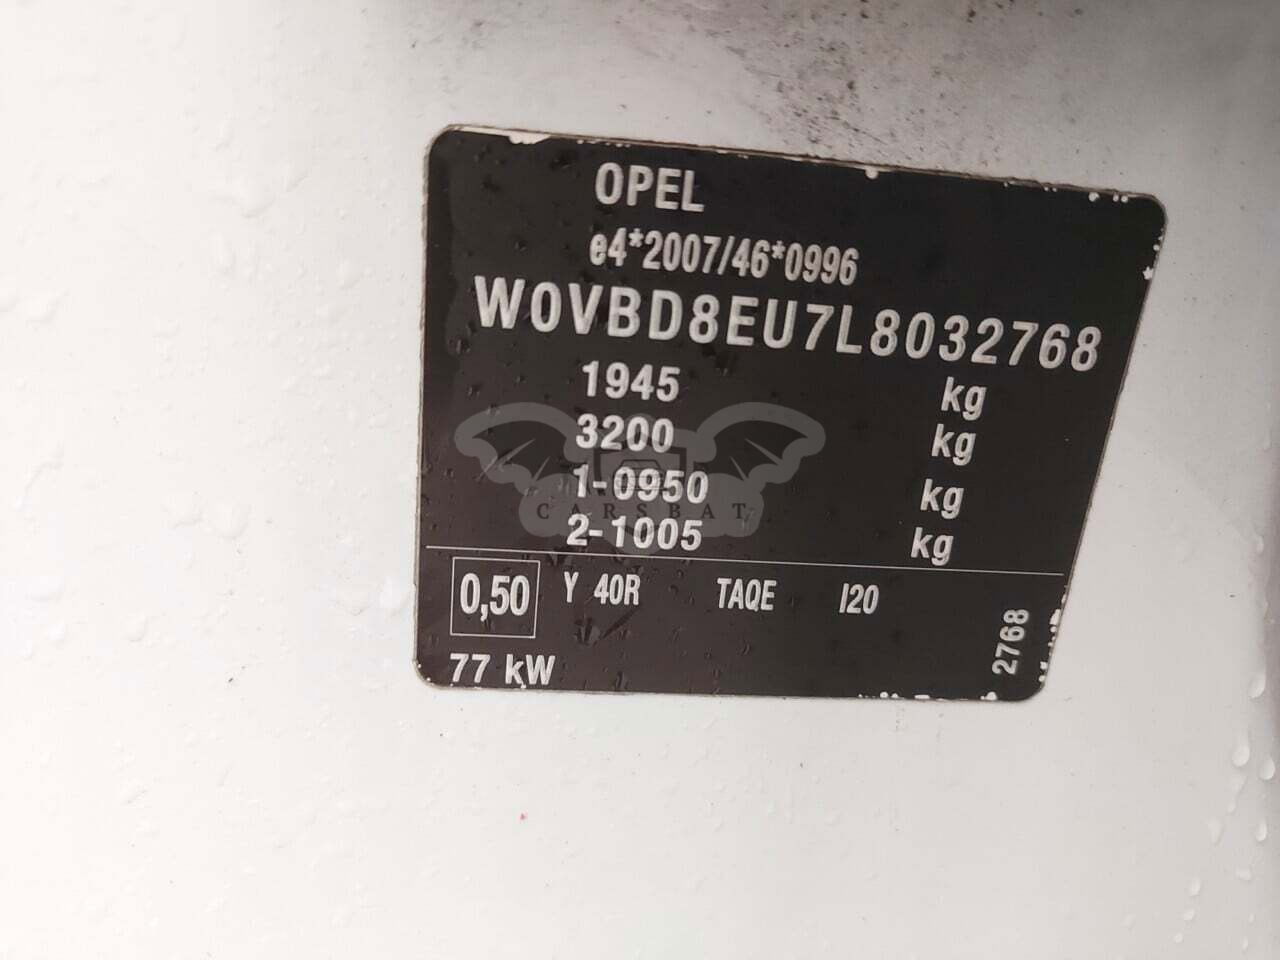 OPEL
e4*2007/46*0996
W0VBD8EU7L8032768
1945 kg
3200 kg
1-0950 kg
CARSBAT
2-1005 kg
0,50 Y 40R TAQE I20
77 kW
2768